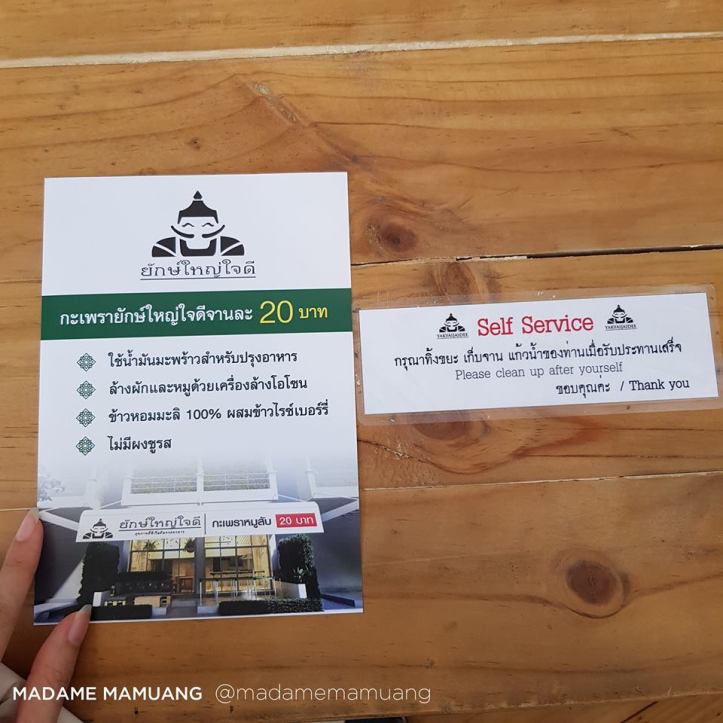 ยักษ์ใหญ่ใจดี
กะเพรายักษ์ใหญ่ใจดีจานละ 20 บาท
ใช้น้ำมันมะพร้าวสำหรับปรุงอาหาร
ล้างผักและหมูด้วยเครื่องล้างโอโซน
ข้าวหอมมะลิ 100% ผสมข้าวไรซ์เบอร์รี่
ไม่มีผงชูรส
ยักษ์ใหญ่ใจดี กะเพราหมูสับ 20 บาท
YAKYAIJAIDEE Self Service YAKYAIJAIDEE
กรุณาทิ้งขยะ เก็บจาน แก้วน้ำของท่านเมื่อรับประทานเสร็จ
Please clean up after yourself
ขอบคุณค่ะ / Thank you
MADAME MAMUANG @madamemamuang